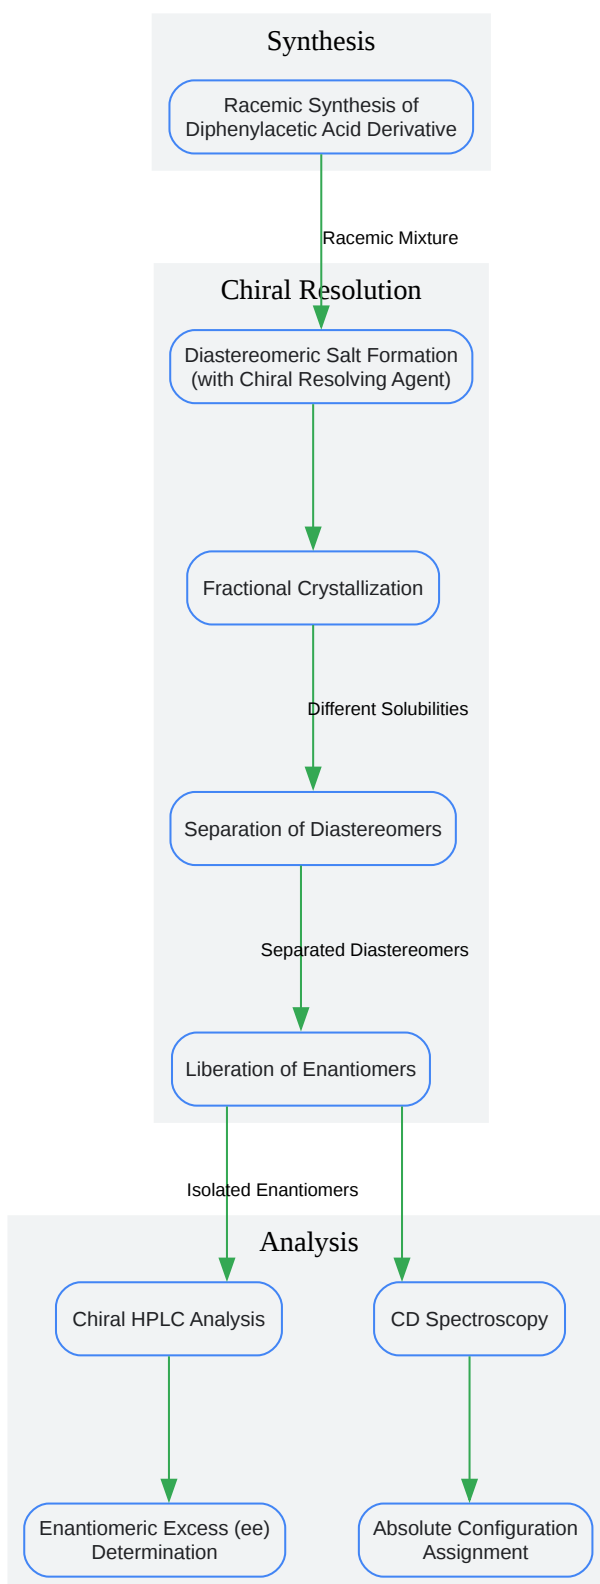 Synthesis
Racemic Synthesis of
Diphenylacetic Acid Derivative
Racemic Mixture
Chiral Resolution
Diastereomeric Salt Formation
(with Chiral Resolving Agent)
Fractional Crystallization
Different Solubilities
Separation of Diastereomers
Separated Diastereomers
Liberation of Enantiomers
Isolated Enantiomers
Analysis
Chiral HPLC Analysis
CD Spectroscopy
Enantiomeric Excess (ee)
Determination
Absolute Configuration
Assignment